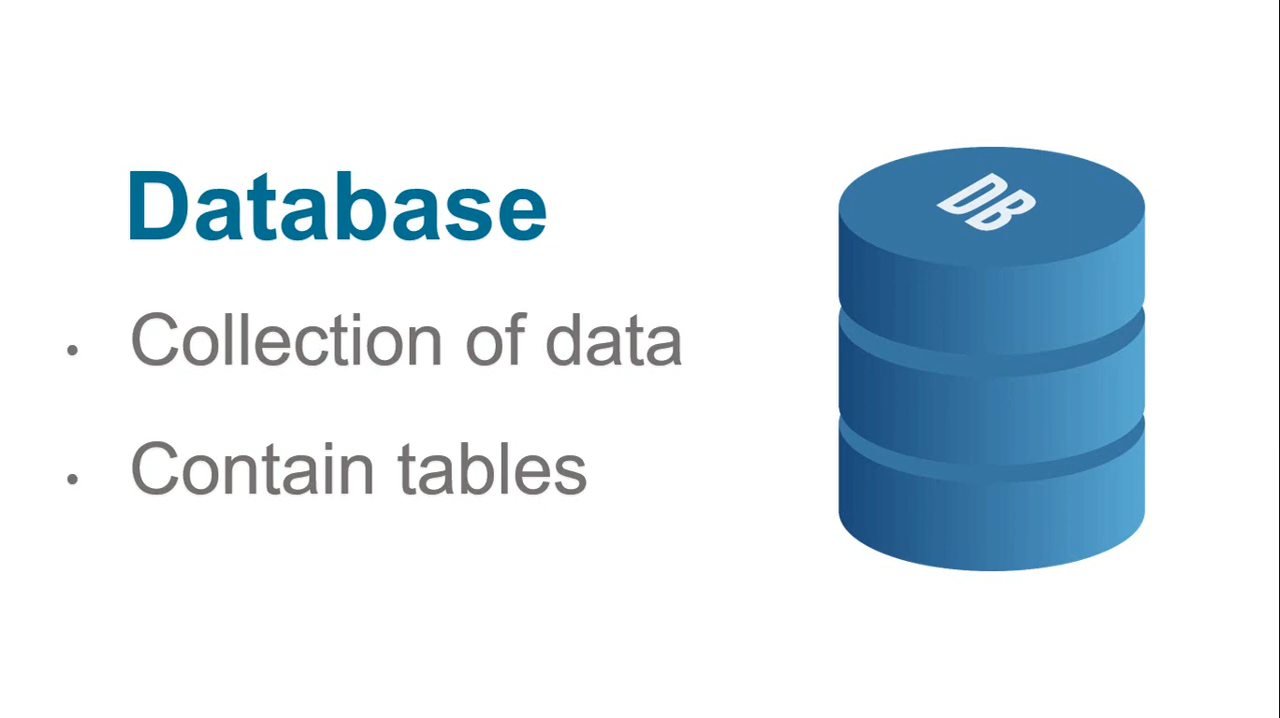 Database
• Collection of data
• Contain tables
DB